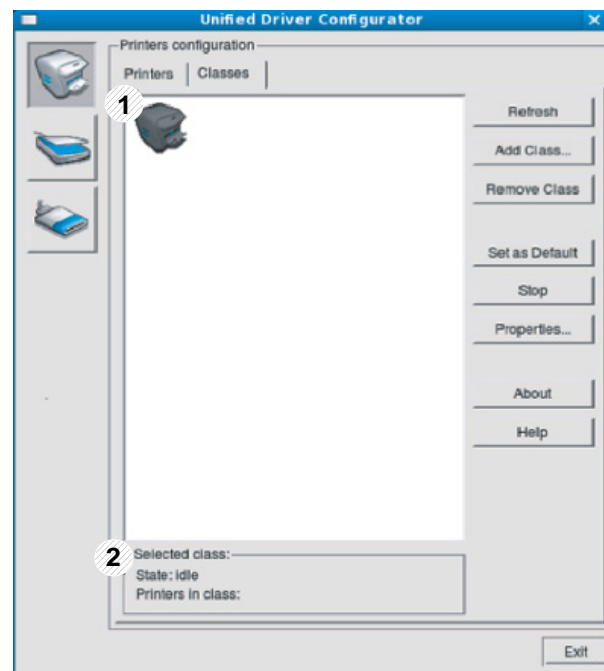 Unified Driver Configurator
Printers configuration
Printers Classes
1
Refresh
Add Class...
Remove Class
Set as Default
Stop
Properties...
About
Help
2
Selected class:
State: idle
Printers in class:
Exit